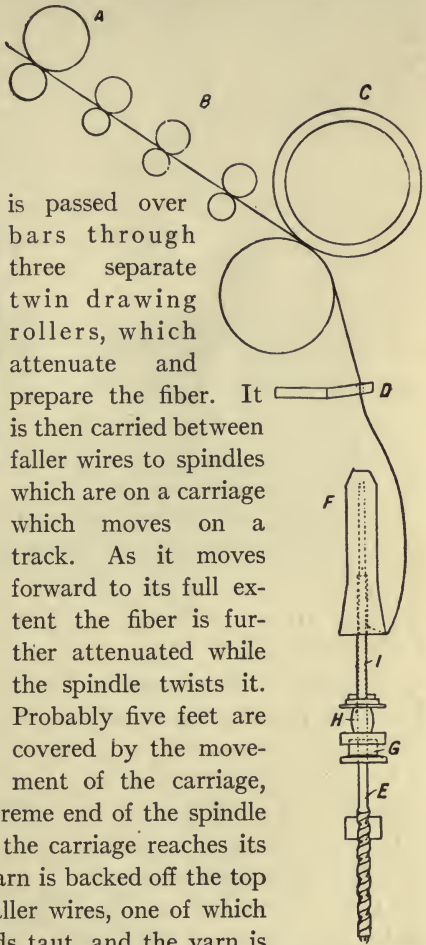 A
B
C
is passed over
bars through
three separate
twin drawing
rollers, which
attenuate and
prepare the fiber. It
D
is then carried between
faller wires to spindles
which are on a carriage
F
which moves on a
track. As it moves
forward to its full ex-
tent the fiber is fur-
ther attenuated while
the spindle twists it.
I
Probably five feet are
H
covered by the move-
G
ment of the carriage,
E
reme end of the spindle
the carriage reaches its
arn is backed off the top
aller wires, one of which
ds taut, and the yarn is